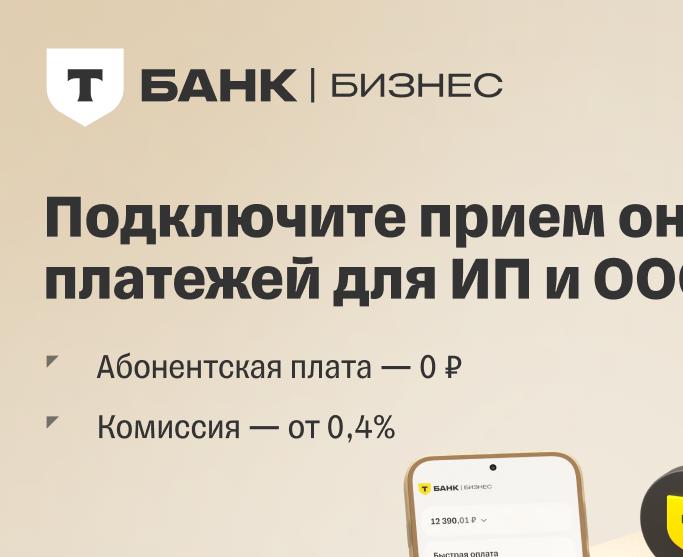 Т БАНК | БИЗНЕС
Подключите прием он
платежей для ИП и ОО
Абонентская плата — 0 ₽
Комиссия — от 0,4%
Т БАНК | БИЗНЕС
12 390,01 ₽
Быстрая оплата